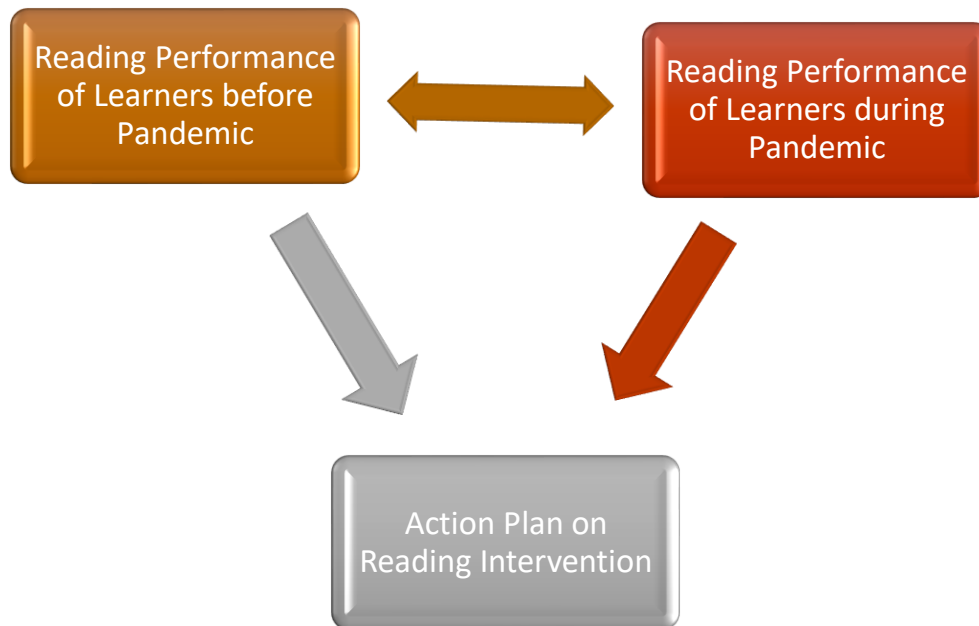 Reading Performance
of Learners before
Pandemic
Reading Performance
of Learners during
Pandemic
Action Plan on
Reading Intervention